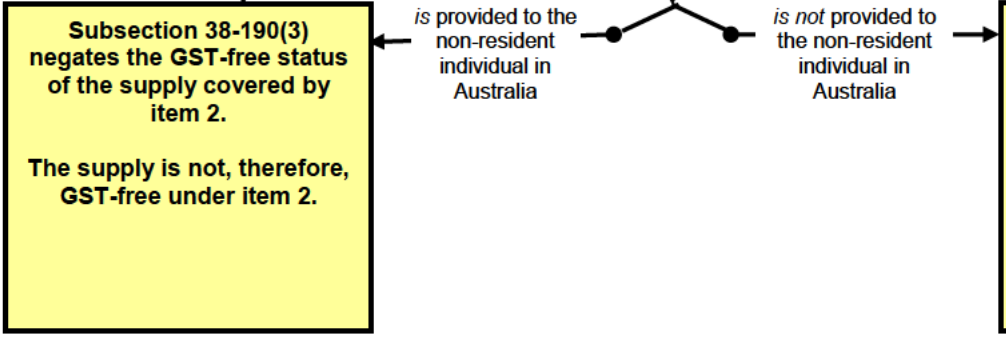 Subsection 38-190(3)
negates the GST-free status
of the supply covered by
item 2.
The supply is not, therefore,
GST-free under item 2.
is provided to the
non-resident
individual in
Australia
is not provided to
the non-resident
individual in
Australia